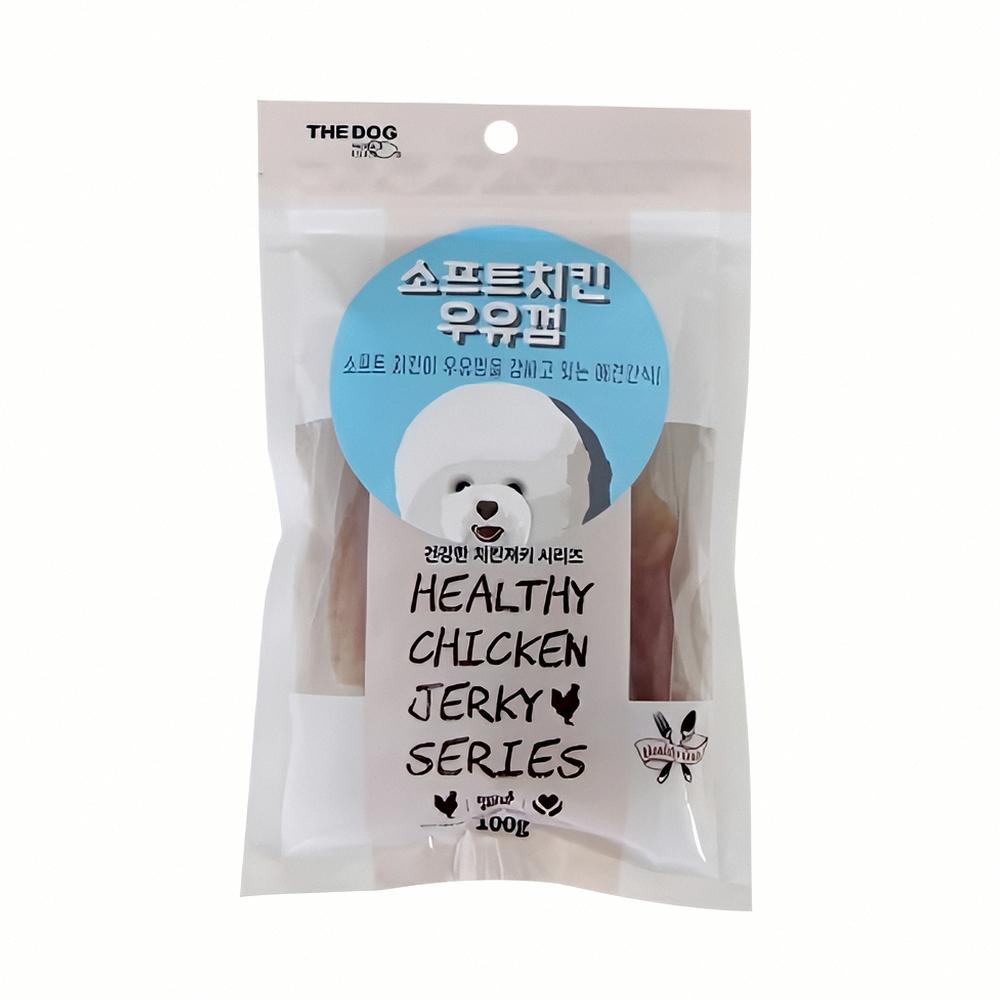 THE DOG
소프트치킨
우유껌
소프트 치킨이 우유껌을 감싸고 있는 애견간식!
건강한 치킨져키 시리즈
HEALTHY
CHICKEN
JERKY
SERIES
100g